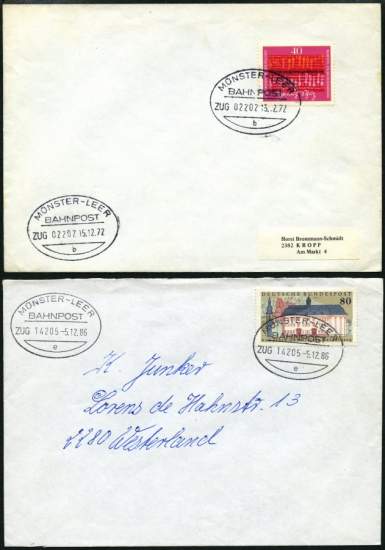 40
MÜNSTER-LEER
BAHNPOST
ZUG 02202 15.12.72
b
MÜNSTER-LEER
BAHNPOST
ZUG 02202 15.12.72
b
Horst Brommann-Schmidt
2382 KROPP
Am Markt 4
MÜNSTER-LEER
BAHNPOST
ZUG 14205-5.12.86
e
DEUTSCHE BUNDESPOST
80
MÜNSTER-LEER
BAHNPOST
ZUG 14205-5.12.86
e
K. Junker
Lorens de Hahnstr. 13
2280 Westerland